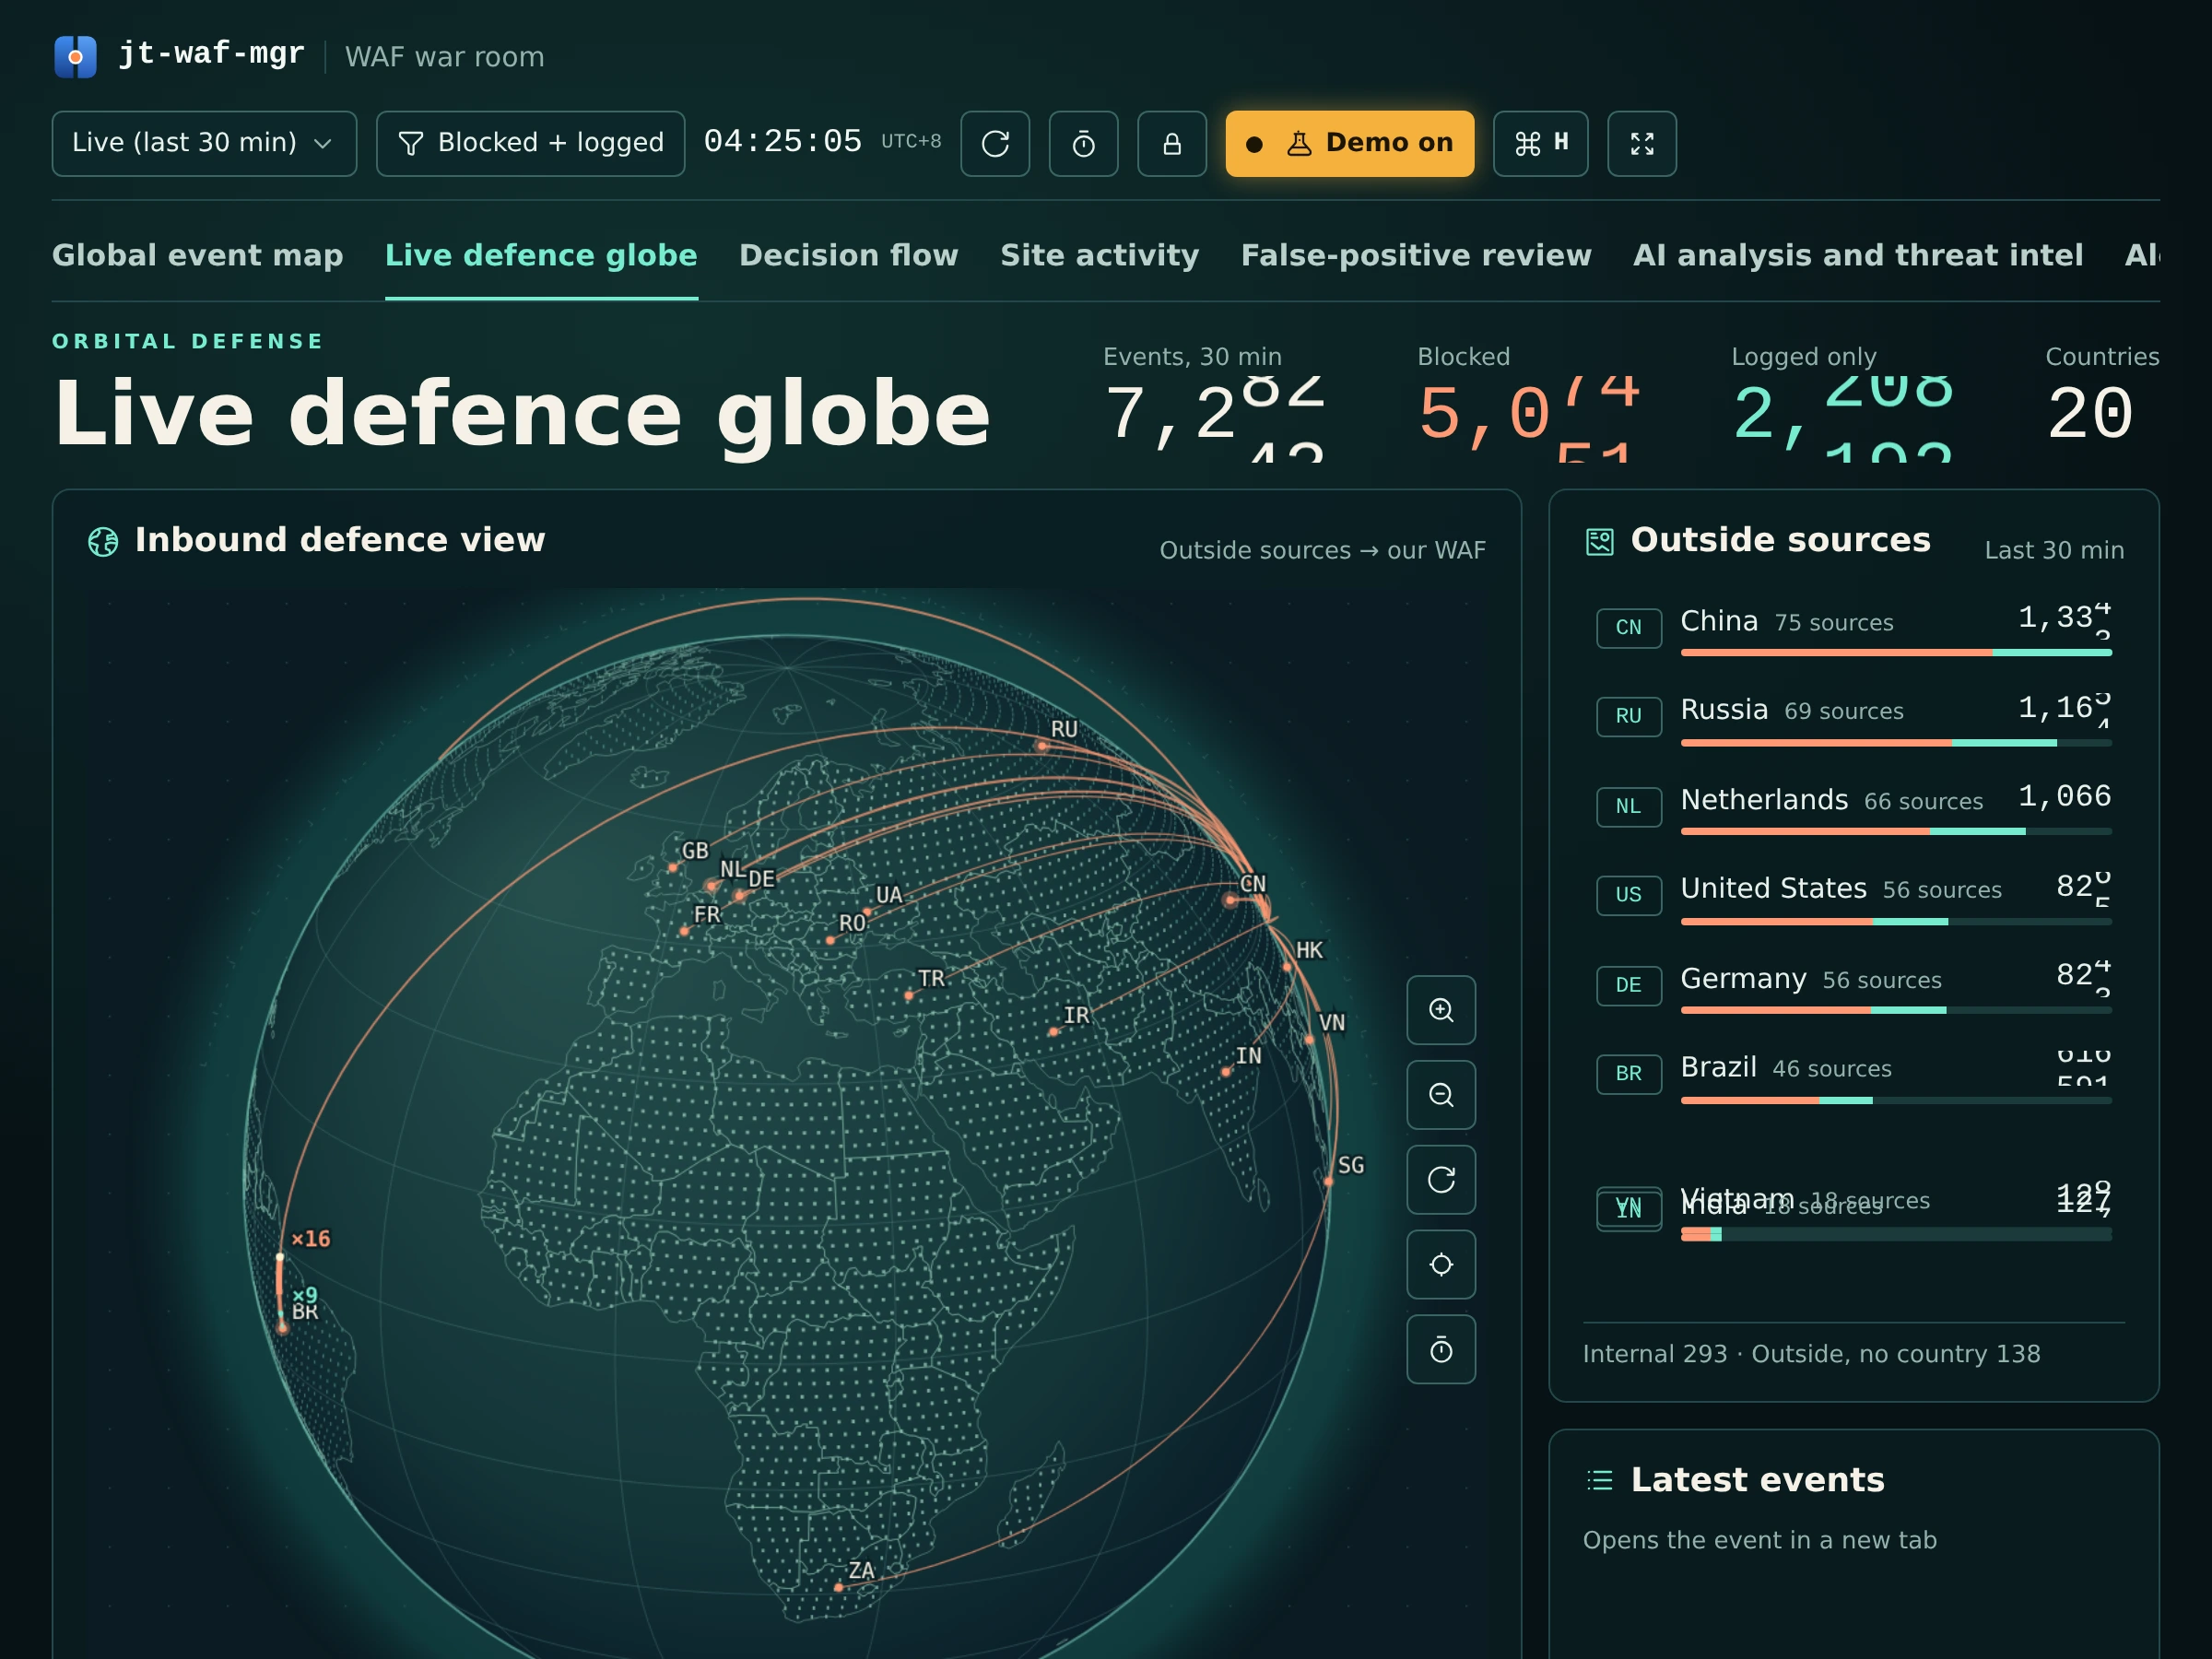 jt-waf-mgr
WAF war room
Live (last 30 min)
Blocked + logged
04:25:05 UTC+8
Demo on
⌘ H
Global event map
Live defence globe
Decision flow
Site activity
False-positive review
AI analysis and threat intel
ORBITAL DEFENSE
Live defence globe
Events, 30 min
Blocked
Logged only
Countries
20
Inbound defence view
Outside sources → our WAF
RU
GB
NL
DE
FR
UA
RO
CN
TR
HK
IR
VN
IN
SG
×16
×9
BR
ZA
Outside sources
Last 30 min
CN China 75 sources
RU Russia 69 sources
NL Netherlands 66 sources 1,066
US United States 56 sources
DE Germany 56 sources
BR Brazil 46 sources
Vietnam 18 sources
India 18 sources
Internal 293 · Outside, no country 138
Latest events
Opens the event in a new tab